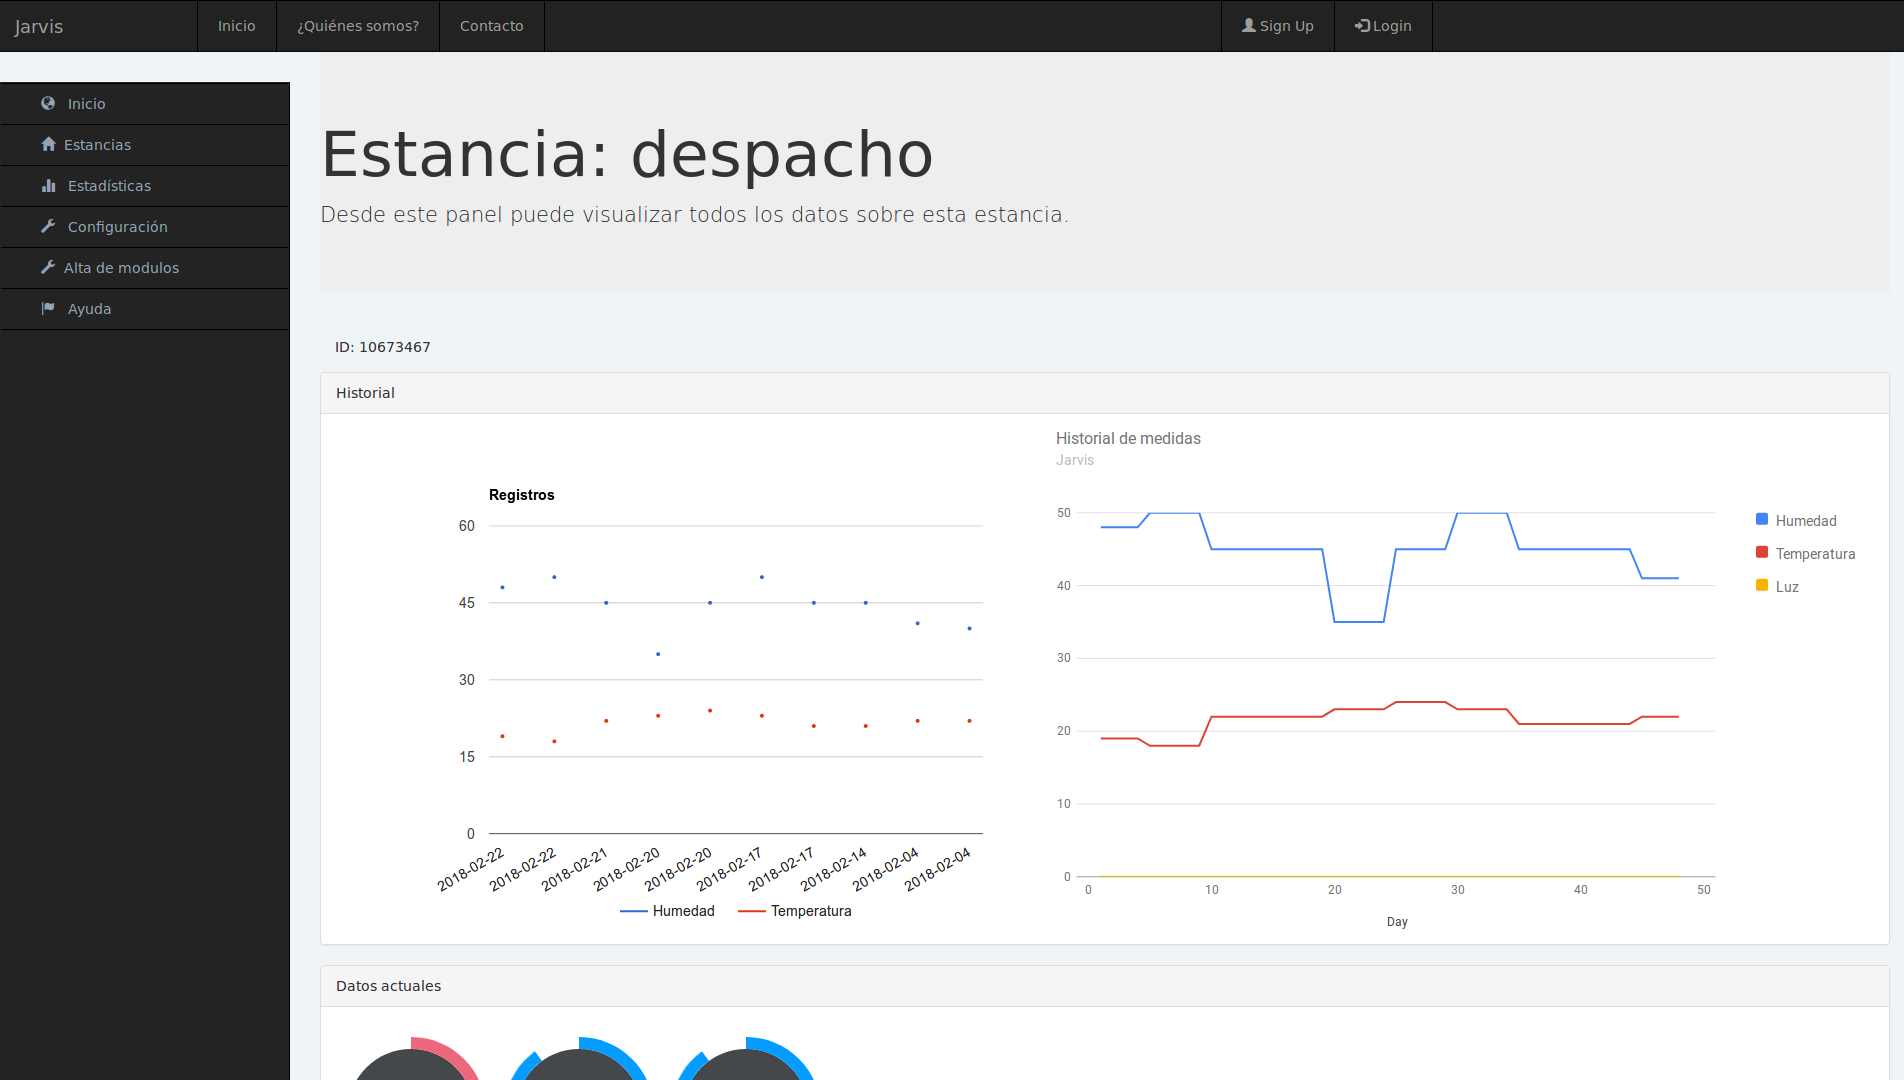 Jarvis Inicio ¿Quiénes somos? Contacto Sign Up Login
Inicio
Estancias
Estadísticas
Configuración
Alta de modulos
Ayuda
Estancia: despacho
Desde este panel puede visualizar todos los datos sobre esta estancia.
ID: 10673467
Historial
Registros
60
45
30
15
0
2018-02-22 2018-02-22 2018-02-21 2018-02-20 2018-02-20 2018-02-17 2018-02-17 2018-02-14 2018-02-04 2018-02-04
Humedad Temperatura
Historial de medidas
Jarvis
50
40
30
20
10
0
0 10 20 30 40 50
Day
Humedad
Temperatura
Luz
Datos actuales